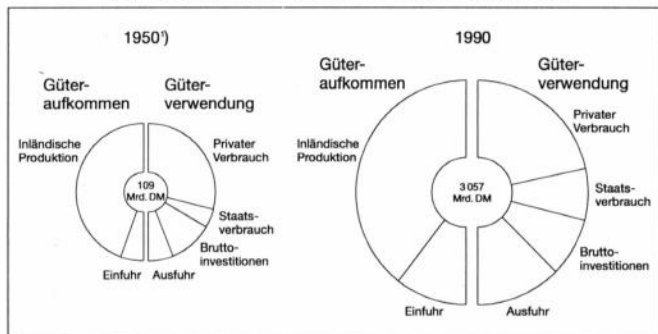 1950¹)
Güter-
aufkommen
Güter-
verwendung
Inländische
Produktion
Privater
Verbrauch
109
Mrd. DM
Staats-
verbrauch
Brutto-
investitionen
Einfuhr
Ausfuhr
1990
Güter-
aufkommen
Güter-
verwendung
Inländische
Produktion
Privater
Verbrauch
3 057
Mrd. DM
Staats-
verbrauch
Brutto-
investitionen
Einfuhr
Ausfuhr